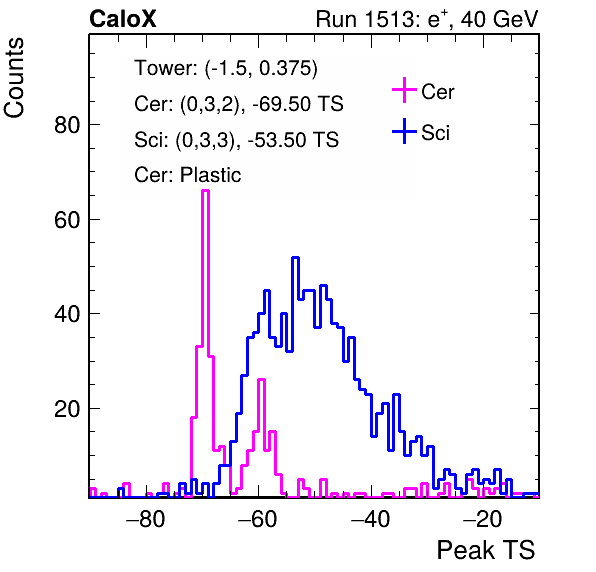 CaloX Run 1513: e⁺, 40 GeV
Counts
Tower: (-1.5, 0.375)
Cer: (0,3,2), -69.50 TS
Sci: (0,3,3), -53.50 TS
Cer: Plastic
Cer
Sci
80
60
40
20
−80 −60 −40 −20
Peak TS